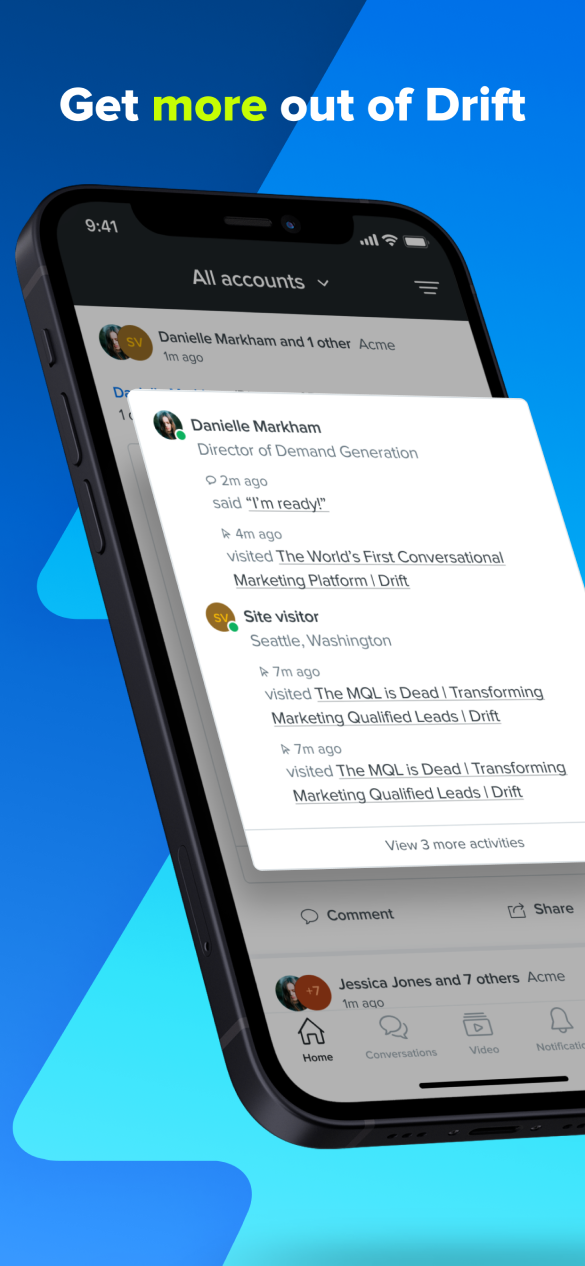 Get more out of Drift
9:41
All accounts
SV
Danielle Markham and 1 other Acme
1m ago
Danielle Markham
Director of Demand Generation
2m ago
said “I’m ready!”
4m ago
visited The World’s First Conversational
Marketing Platform | Drift
SV
Site visitor
Seattle, Washington
7m ago
visited The MQL is Dead | Transforming
Marketing Qualified Leads | Drift
7m ago
visited The MQL is Dead | Transforming
Marketing Qualified Leads | Drift
View 3 more activities
Comment
Share
+7
Jessica Jones and 7 others Acme
1m ago
Home
Conversations
Video